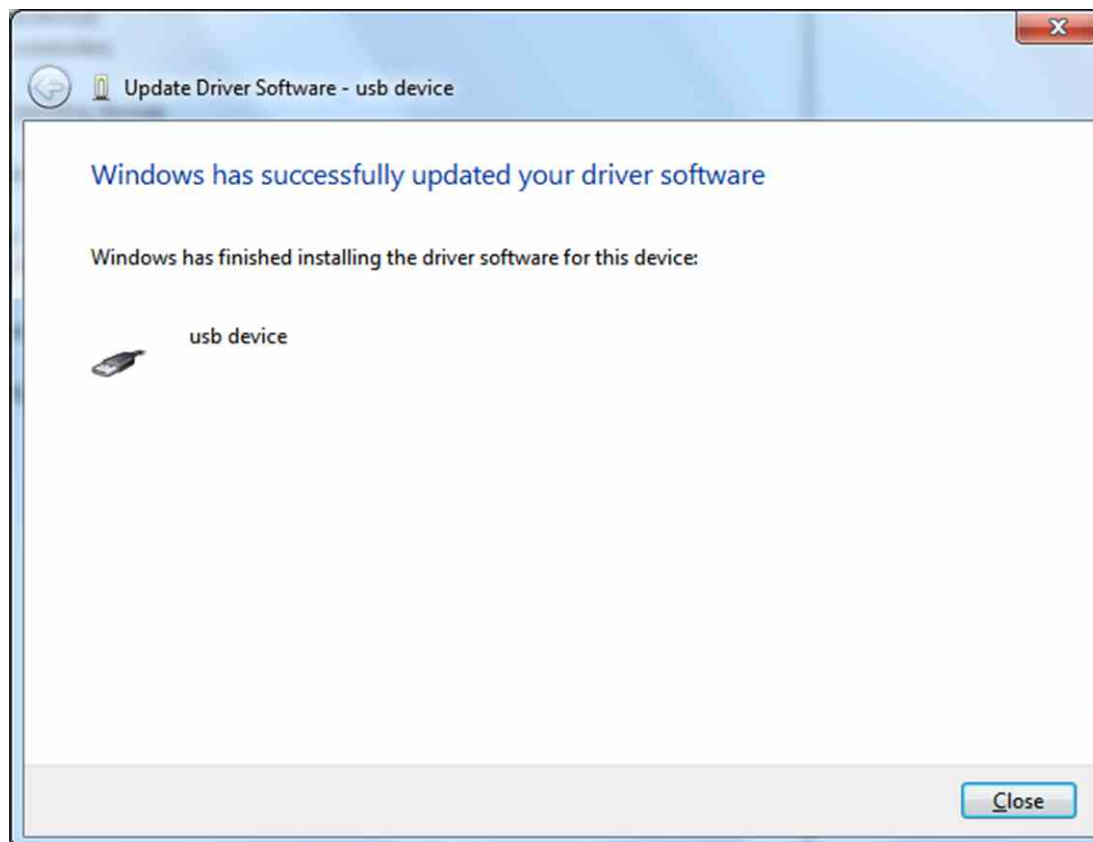 Update Driver Software - usb device
Windows has successfully updated your driver software
Windows has finished installing the driver software for this device:
usb device
Close